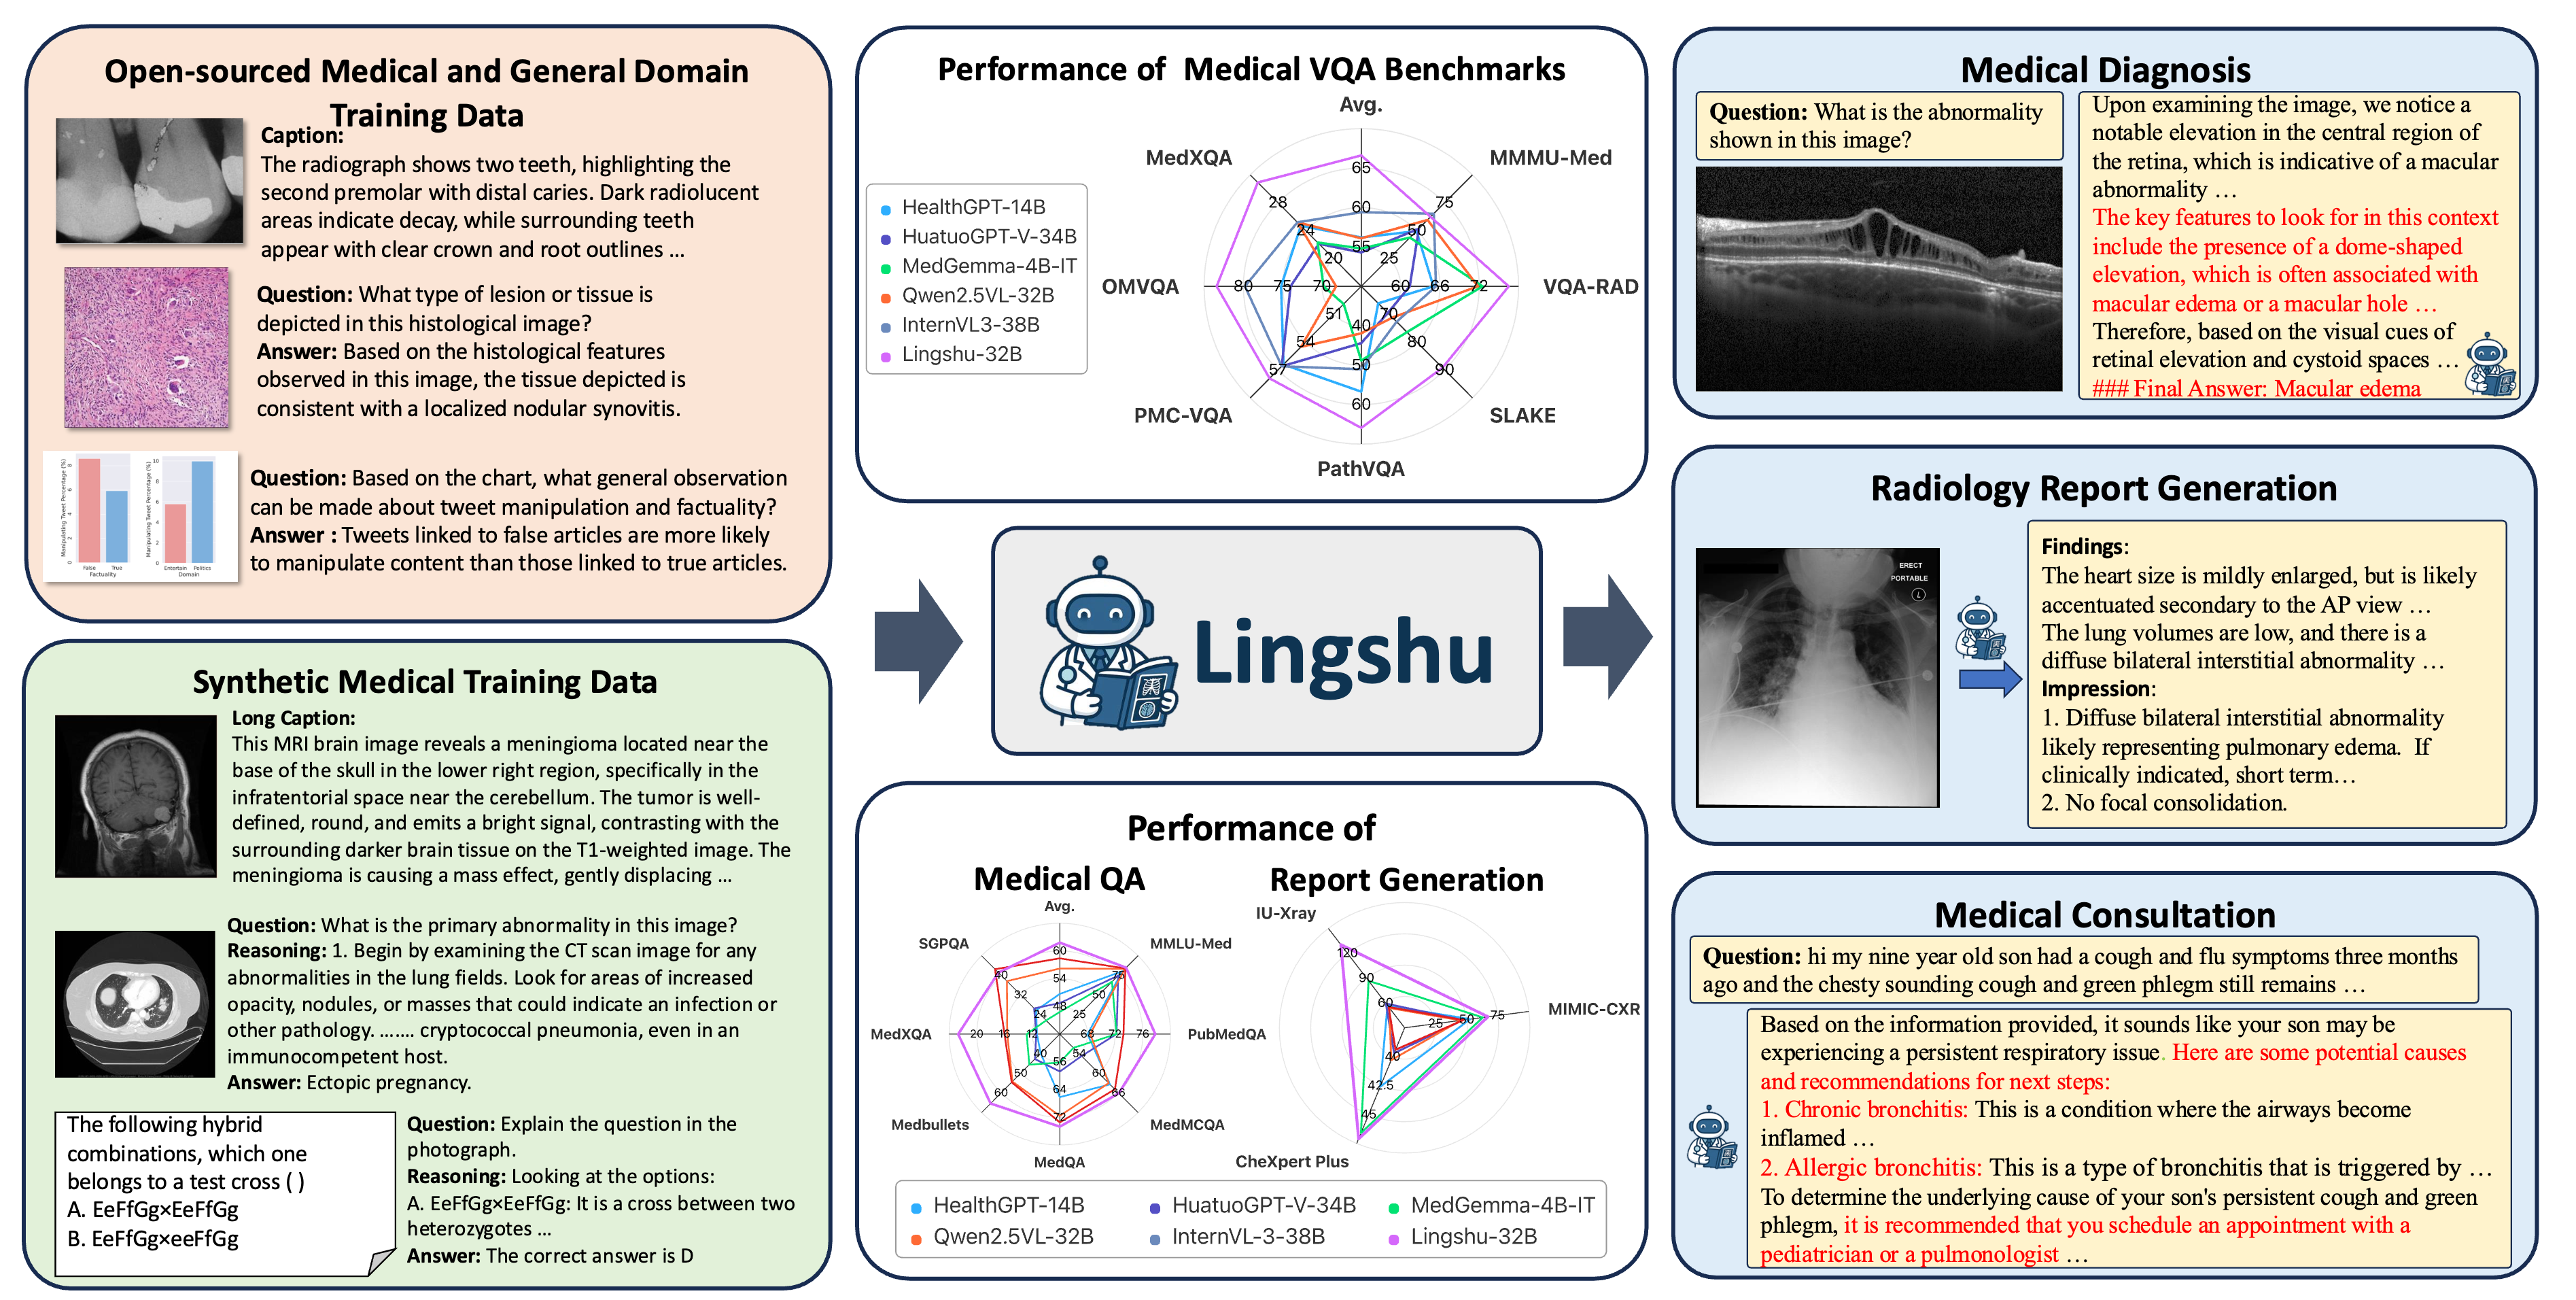 Open-sourced Medical and General Domain
Training Data
Caption:
The radiograph shows two teeth, highlighting the
second premolar with distal caries. Dark radiolucent
areas indicate decay, while surrounding teeth
appear with clear crown and root outlines ...
Question: What type of lesion or tissue is
depicted in this histological image?
Answer: Based on the histological features
observed in this image, the tissue depicted is
consistent with a localized nodular synovitis.
Manipulating Tweet Percentage (%)
8
6
4
2
0
False True
Factuality
Manipulating Tweet Percentage (%)
10
8
6
4
2
0
Entertain Politics
Domain
Question: Based on the chart, what general observation
can be made about tweet manipulation and factuality?
Answer : Tweets linked to false articles are more likely
to manipulate content than those linked to true articles.
Synthetic Medical Training Data
Long Caption:
This MRI brain image reveals a meningioma located near the
base of the skull in the lower right region, specifically in the
infratentorial space near the cerebellum. The tumor is well-
defined, round, and emits a bright signal, contrasting with the
surrounding darker brain tissue on the T1-weighted image. The
meningioma is causing a mass effect, gently displacing ...
Question: What is the primary abnormality in this image?
Reasoning: 1. Begin by examining the CT scan image for any
abnormalities in the lung fields. Look for areas of increased
opacity, nodules, or masses that could indicate an infection or
other pathology. ....... cryptococcal pneumonia, even in an
immunocompetent host.
Answer: Ectopic pregnancy.
The following hybrid
combinations, which one
belongs to a test cross ( )
A. EeFfGg×EeFfGg
B. EeFfGg×eeFfGg
Question: Explain the question in the
photograph.
Reasoning: Looking at the options:
A. EeFfGg×EeFfGg: It is a cross between two
heterozygotes ...
Answer: The correct answer is D
Performance of Medical VQA Benchmarks
Avg.
MedXQA
MMMU-Med
OMVQA
VQA-RAD
PMC-VQA
SLAKE
PathVQA
65
60
55
75
50
25
60
66
72
70
80
90
40
50
60
51
54
57
70
75
80
20
24
28
HealthGPT-14B
HuatuoGPT-V-34B
MedGemma-4B-IT
Qwen2.5VL-32B
InternVL3-38B
Lingshu-32B
Lingshu
Performance of
Medical QA
Avg.
SGPQA
MMLU-Med
MedXQA
PubMedQA
Medbullets
MedMCQA
MedQA
60
54
48
75
50
25
68
72
76
54
60
66
56
64
72
40
50
60
12
16
20
24
32
40
Report Generation
IU-Xray
MIMIC-CXR
CheXpert Plus
120
90
60
25
50
75
40
42.5
45
HealthGPT-14B
HuatuoGPT-V-34B
MedGemma-4B-IT
Qwen2.5VL-32B
InternVL-3-38B
Lingshu-32B
Medical Diagnosis
Question: What is the abnormality
shown in this image?
Upon examining the image, we notice a
notable elevation in the central region of
the retina, which is indicative of a macular
abnormality …
The key features to look for in this context
include the presence of a dome-shaped
elevation, which is often associated with
macular edema or a macular hole …
Therefore, based on the visual cues of
retinal elevation and cystoid spaces …
### Final Answer: Macular edema
Radiology Report Generation
ERECT
PORTABLE
L
Findings:
The heart size is mildly enlarged, but is likely
accentuated secondary to the AP view …
The lung volumes are low, and there is a
diffuse bilateral interstitial abnormality …
Impression:
1. Diffuse bilateral interstitial abnormality
likely representing pulmonary edema. If
clinically indicated, short term…
2. No focal consolidation.
Medical Consultation
Question: hi my nine year old son had a cough and flu symptoms three months
ago and the chesty sounding cough and green phlegm still remains …
Based on the information provided, it sounds like your son may be
experiencing a persistent respiratory issue. Here are some potential causes
and recommendations for next steps:
1. Chronic bronchitis: This is a condition where the airways become
inflamed …
2. Allergic bronchitis: This is a type of bronchitis that is triggered by …
To determine the underlying cause of your son's persistent cough and green
phlegm, it is recommended that you schedule an appointment with a
pediatrician or a pulmonologist …